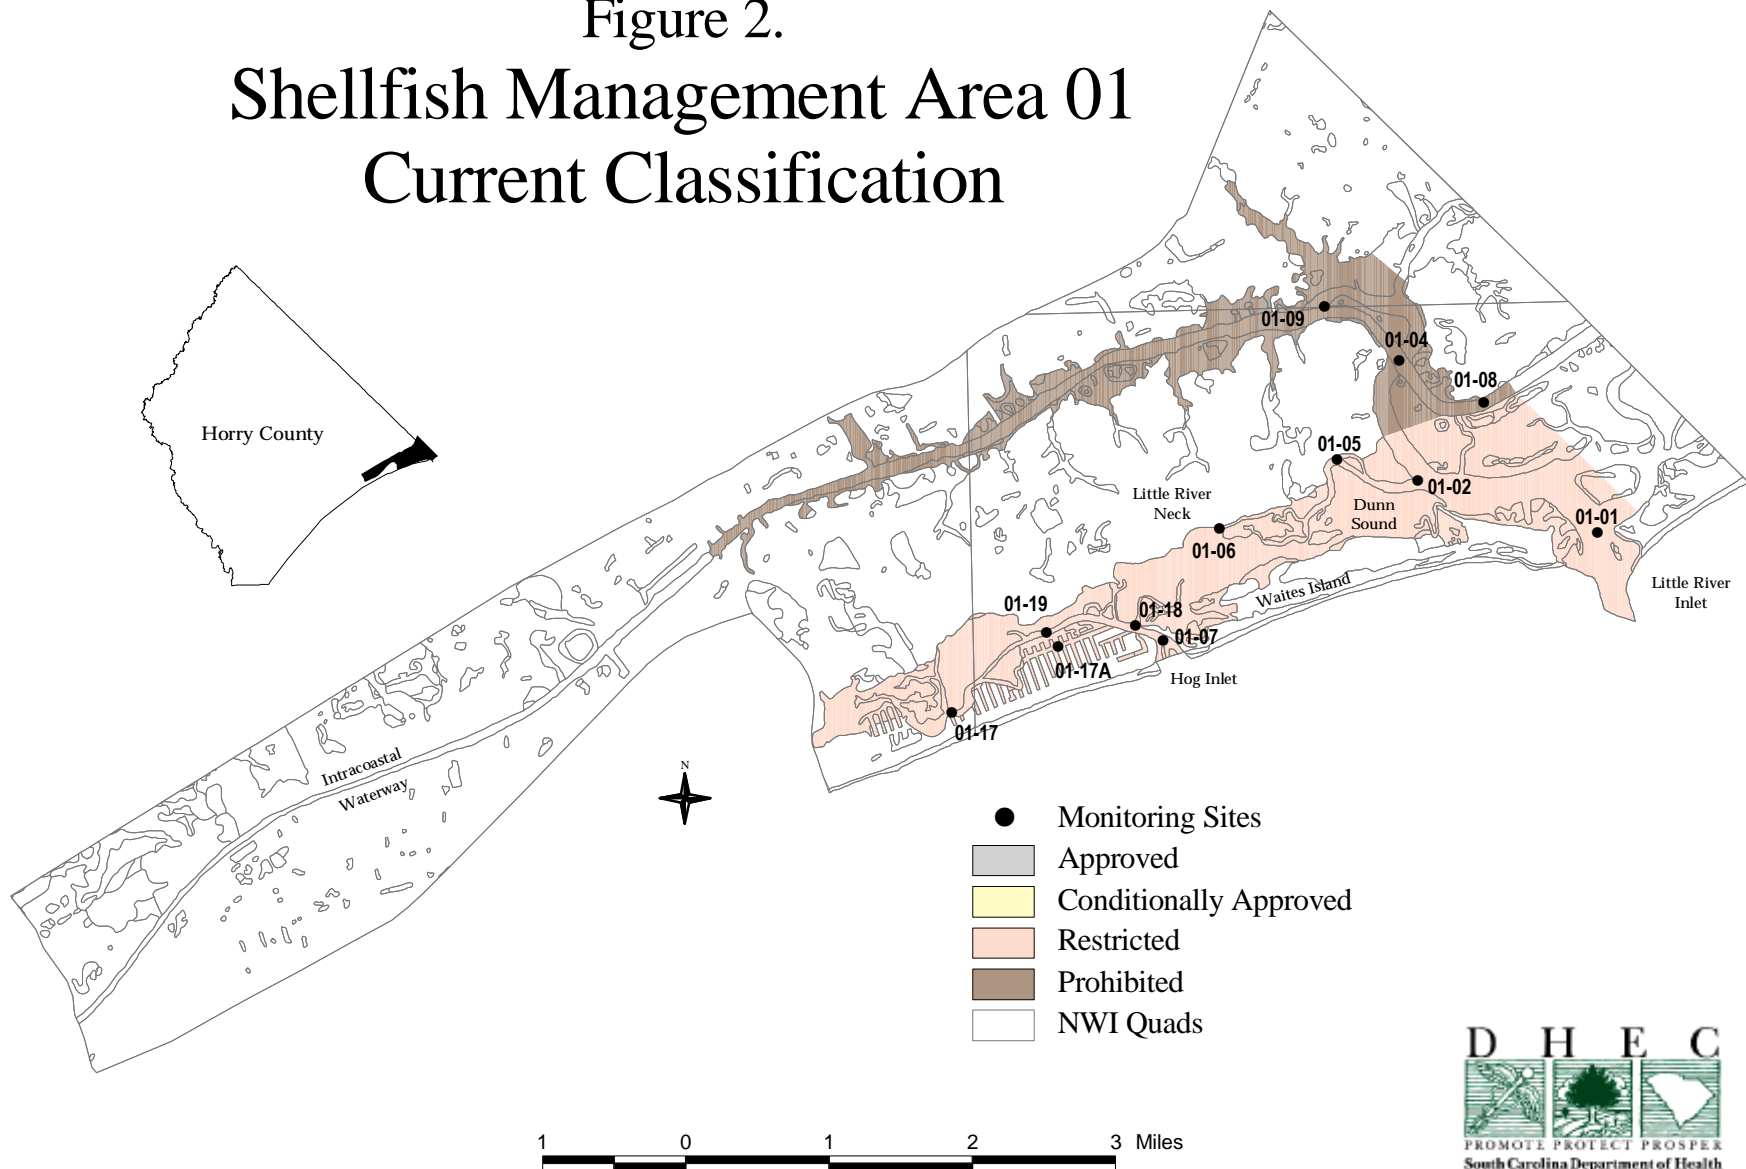 Figure 2.
Shellfish Management Area 01
Current Classification
Horry County
01-09
01-04
01-08
01-05
01-02
Little River
Neck
Dunn
Sound
01-01
01-06
Little River
Inlet
Waites Island
01-19
01-18
01-07
01-17A
Hog Inlet
01-17
Intracoastal
Waterway
N
Monitoring Sites
Approved
Conditionally Approved
Restricted
Prohibited
NWI Quads
D H E C
PROMOTE PROTECT PROSPER
South Carolina Department of Health
1 0 1 2 3 Miles